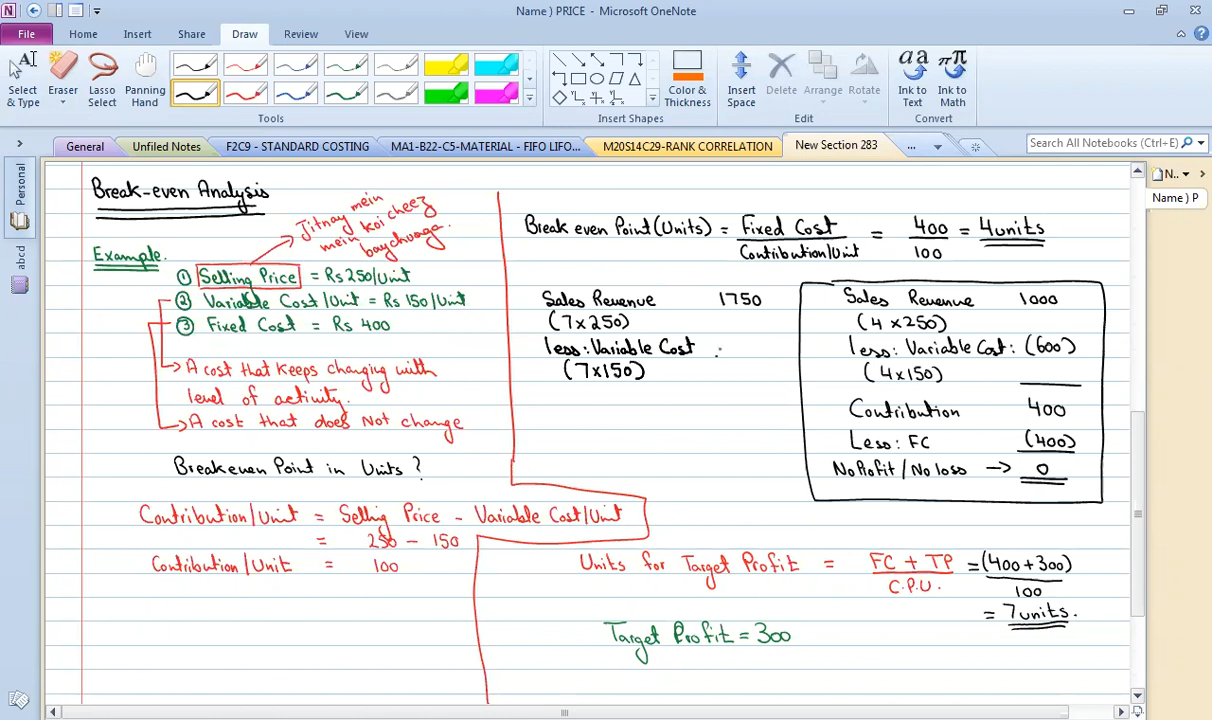 Name ) PRICE - Microsoft OneNote
File Home Insert Share Draw Review View
Select & Type
Eraser
Lasso Select
Panning Hand
Color & Thickness
Insert Space
Delete
Arrange
Rotate
Ink to Text
Ink to Math
Tools
Insert Shapes
Edit
Convert
General
Unfiled Notes
F2C9 - STANDARD COSTING
MA1-B22-C5-MATERIAL - FIFO LIFO...
M20S14C29-RANK CORRELATION
New Section 283
...
Search All Notebooks (Ctrl+E)
Personal
abcd
N..
Name ) P
Break-even Analysis
Jitnay mein
mein koi cheez
baychuaga.
Example.
① Selling Price = Rs 250/Unit
② Variable Cost/Unit = Rs 150/Unit
③ Fixed Cost = Rs 400
A cost that keeps changing with
level of activity.
A cost that does Not change
Breakeven Point in Units ?
Contribution/Unit = Selling Price - Variable Cost/Unit
= 250 - 150
Contribution/Unit = 100
Break even Point (Units) = Fixed Cost = 400 = 4 units
Contribution/Unit 100
Sales Revenue 1750
(7x250)
less: Variable Cost
(7x150)
Sales Revenue 1000
(4 x 250)
less: Variable Cost: (600)
(4x150)
Contribution 400
Less: FC (400)
No Profit / No loss → 0
Units for Target Profit = FC + TP = (400+300)
C.P.U. 100
= 7 units.
Target Profit = 300